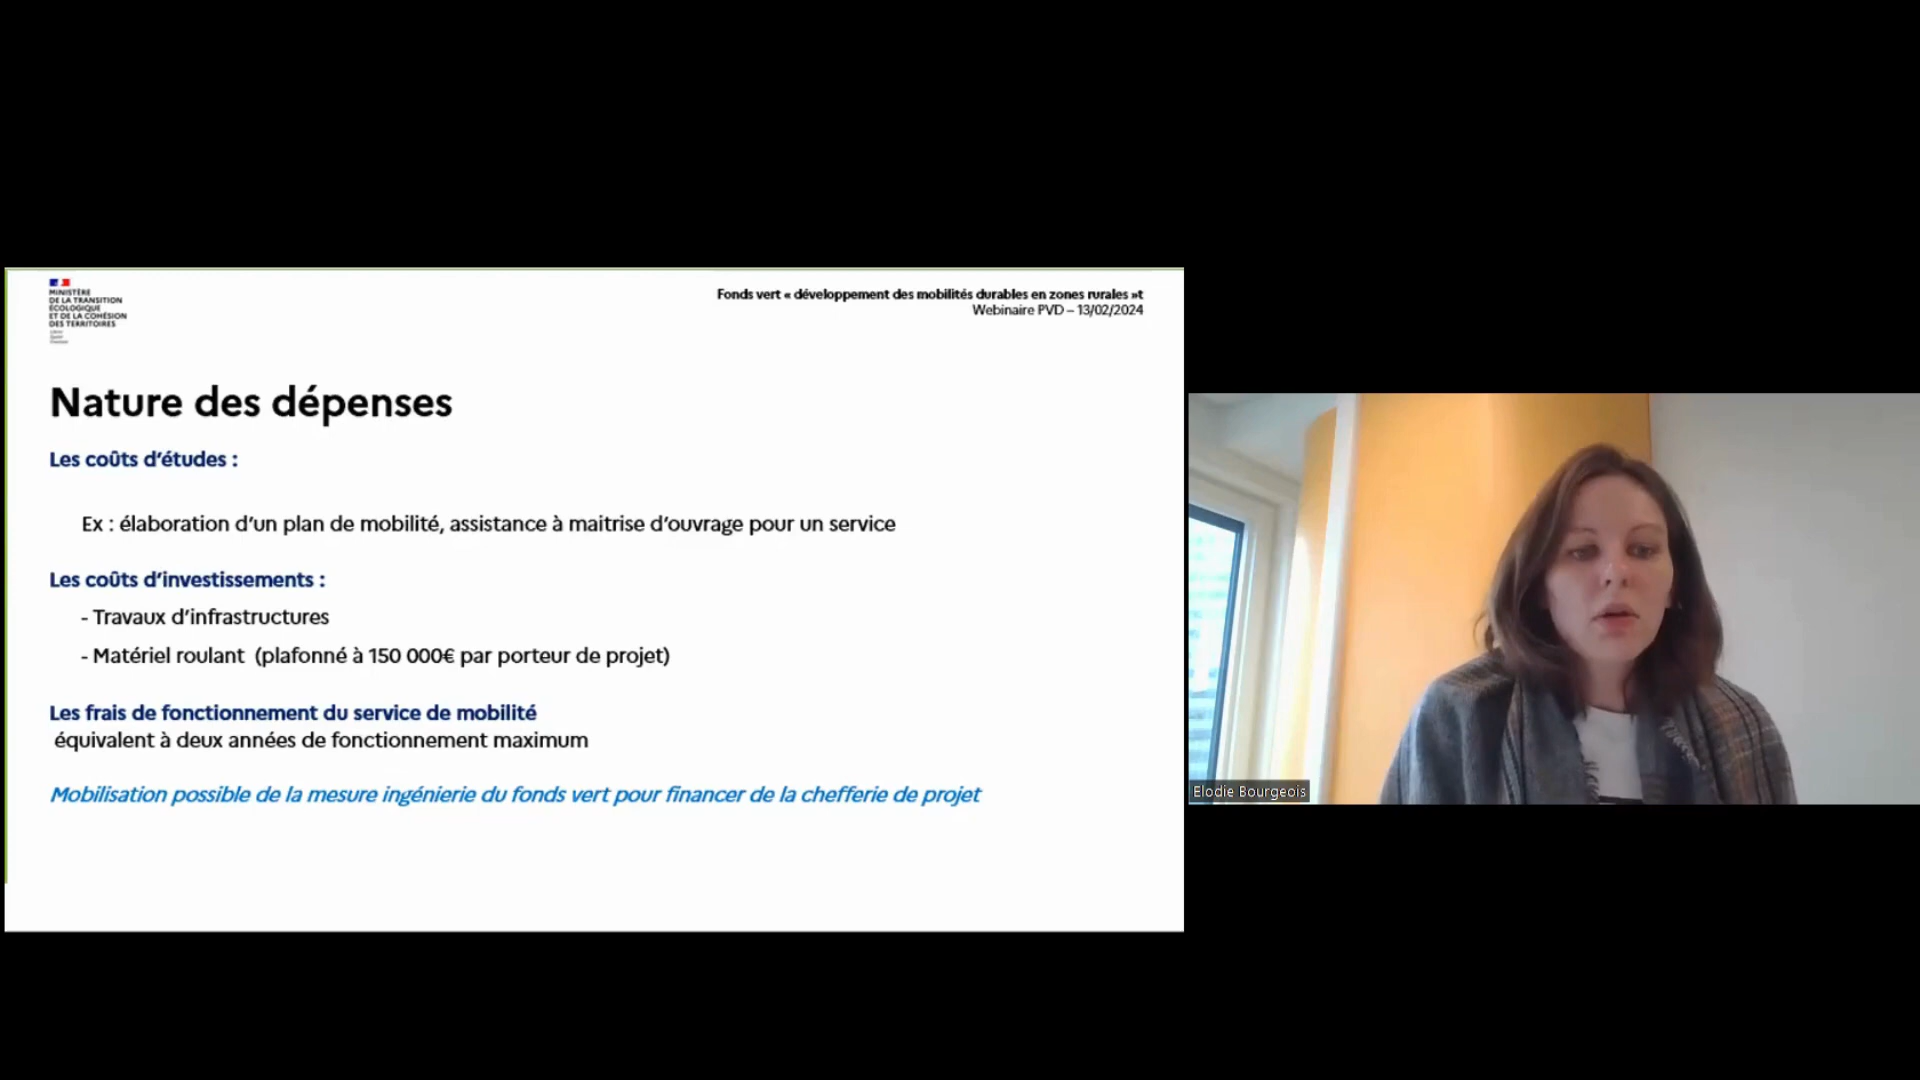 MINISTÈRE
DE LA TRANSITION
ÉCOLOGIQUE
ET DE LA COHÉSION
DES TERRITOIRES
Fonds vert « développement des mobilités durables en zones rurales »t
Webinaire PVD – 13/02/2024
Nature des dépenses
Les coûts d’études :
Ex : élaboration d’un plan de mobilité, assistance à maitrise d’ouvrage pour un service
Les coûts d’investissements :
- Travaux d’infrastructures
- Matériel roulant (plafonné à 150 000€ par porteur de projet)
Les frais de fonctionnement du service de mobilité
équivalent à deux années de fonctionnement maximum
Mobilisation possible de la mesure ingénierie du fonds vert pour financer de la chefferie de projet
Elodie Bourgeois